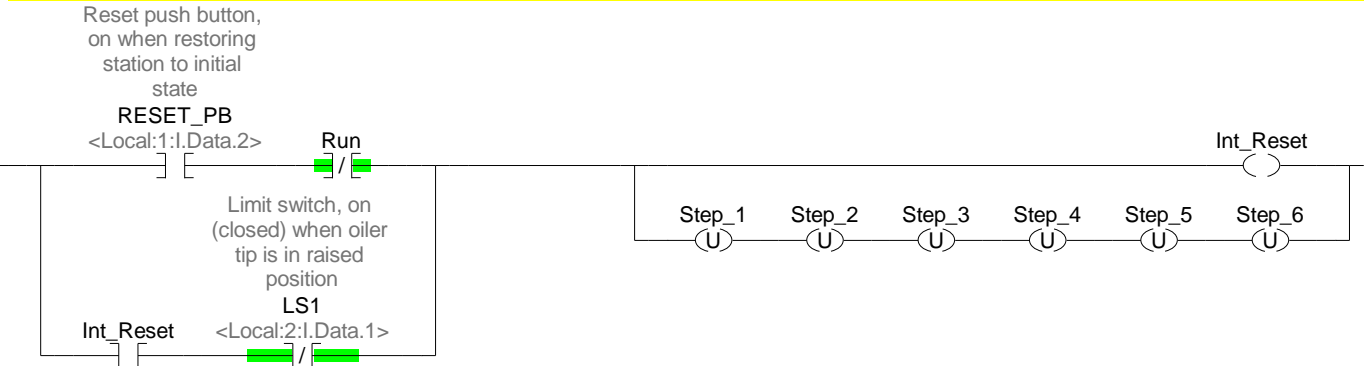 Reset push button,
on when restoring
station to initial
state
RESET_PB
<Local:1:I.Data.2>
Run
Int_Reset
Limit switch, on
(closed) when oiler
tip is in raised
position
LS1
<Local:2:I.Data.1>
Int_Reset
Step_1 Step_2 Step_3 Step_4 Step_5 Step_6
U U U U U U